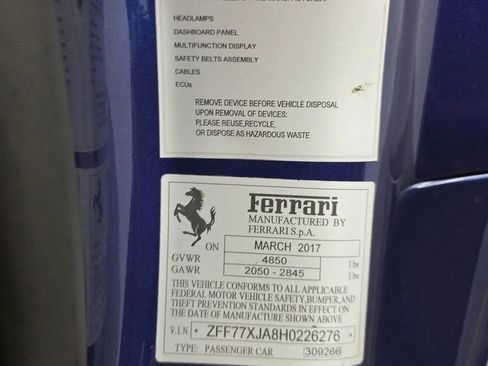 HEADLAMPS
DASHBOARD PANEL
MULTIFUNCTION DISPLAY
SAFETY BELTS ASSEMBLY
CABLES
ECUs
REMOVE DEVICE BEFORE VEHICLE DISPOSAL
UPON REMOVAL OF DEVICES:
PLEASE REUSE,RECYCLE,
OR DISPOSE AS HAZARDOUS WASTE
Ferrari
MANUFACTURED BY
FERRARI S.p.A.
ON MARCH 2017
GVWR 4850 lbs
GAWR 2050 - 2845 lbs
THIS VEHICLE CONFORMS TO ALL APPLICABLE
FEDERAL MOTOR VEHICLE SAFETY, BUMPER, AND
THEFT PREVENTION STANDARDS IN EFFECT ON
THE DATE OF MANUFACTURE SHOWN ABOVE
V.I.N. * ZFF77XJA8H0226276 *
TYPE: PASSENGER CAR 309266